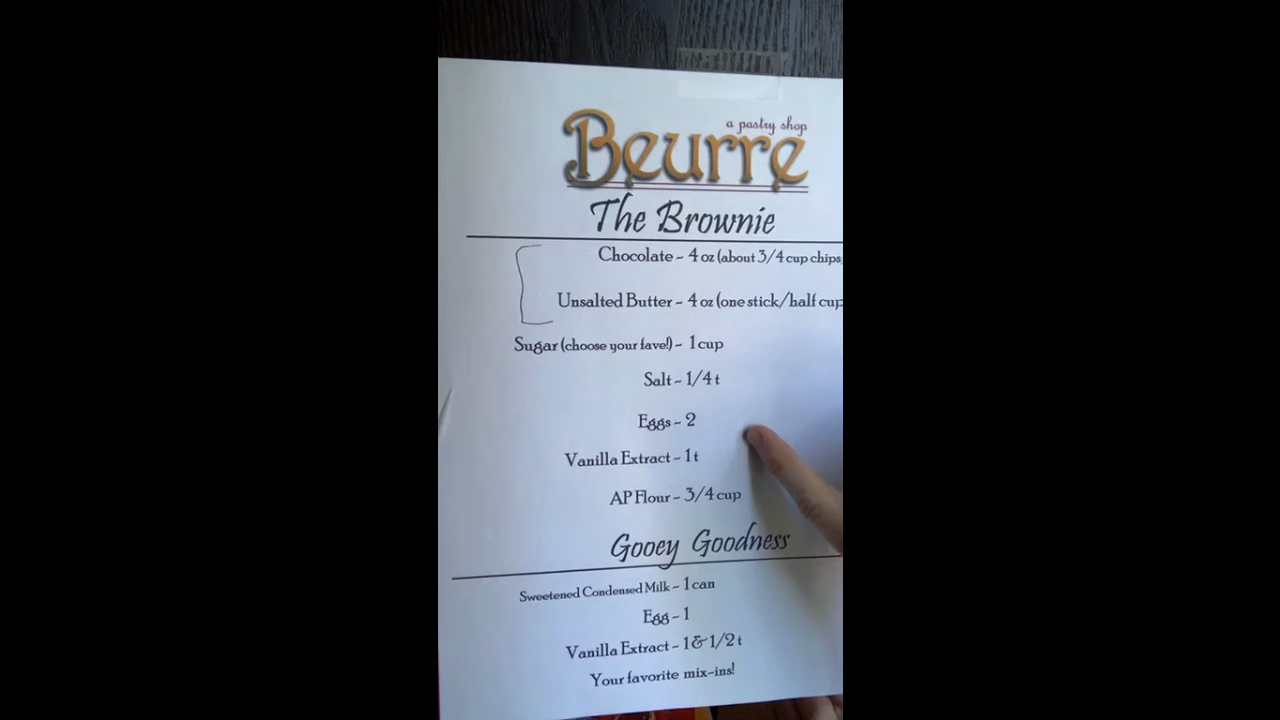 a pastry shop
Beurre
The Brownie
Chocolate - 4 oz (about 3/4 cup chips
Unsalted Butter - 4 oz (one stick/half cup
Sugar (choose your fave!) - 1 cup
Salt - 1/4 t
Eggs - 2
Vanilla Extract - 1 t
AP Flour - 3/4 cup
Gooey Goodness
Sweetened Condensed Milk - 1 can
Egg - 1
Vanilla Extract - 1 & 1/2 t
Your favorite mix-ins!